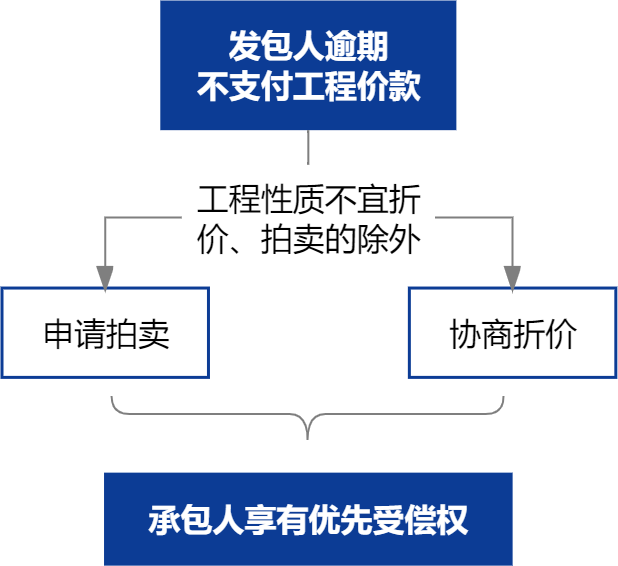 发包人逾期
不支付工程价款
工程性质不宜折
价、拍卖的除外
申请拍卖
协商折价
承包人享有优先受偿权